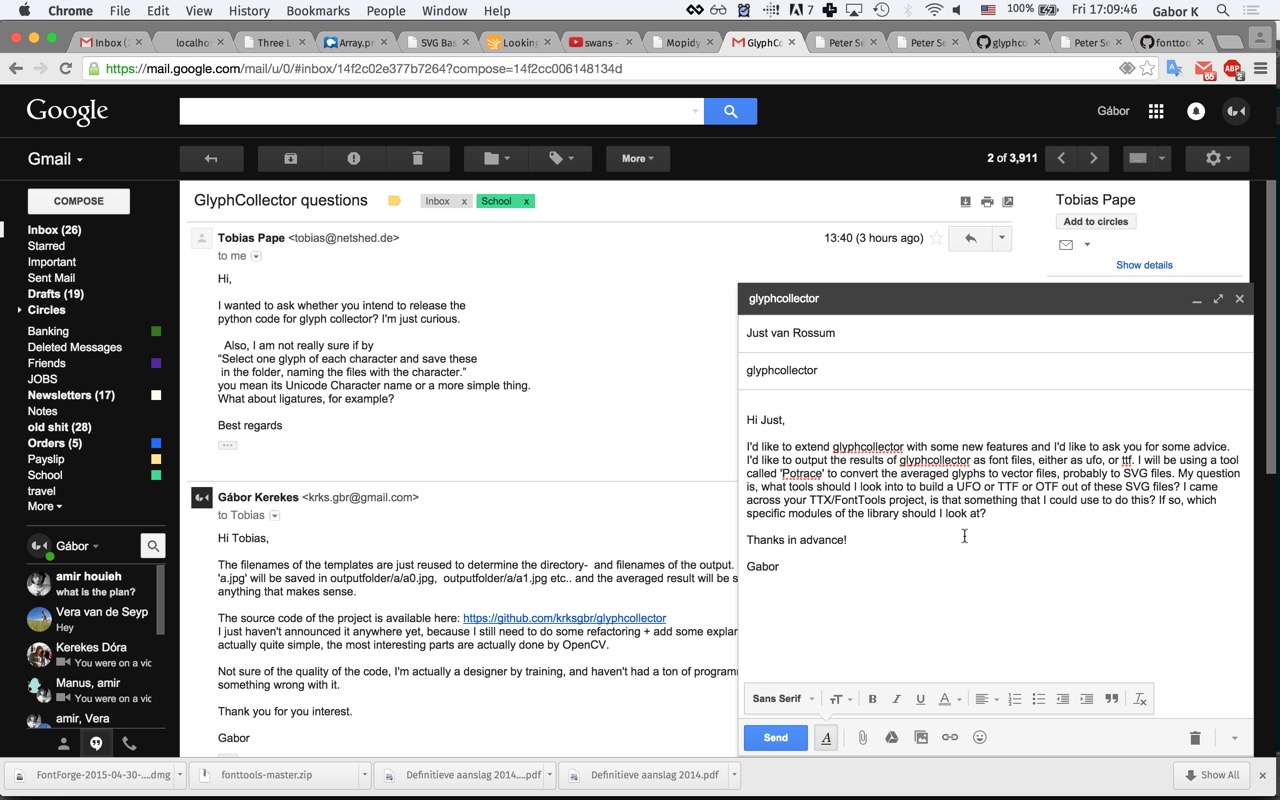 Chrome File Edit View History Bookmarks People Window Help 7 100% Fri 17:09:46 Gabor K
Inbox ( localho Three L Array.pr SVG Bas Looking swans - Mopidy GlyphCo Peter Se Peter Se glyphco Peter Se fonttoo
https://mail.google.com/mail/u/0/#inbox/14f2c02e377b7264?compose=14f2cc006148134d 65 ABP 2
Google Gábor
Gmail More 2 of 3,911
COMPOSE
Inbox (26)
Starred
Important
Sent Mail
Drafts (19)
Circles
Banking
Deleted Messages
Friends
JOBS
Newsletters (17)
Notes
old shit (28)
Orders (5)
Payslip
School
travel
More
Gábor
amir houieh
what is the plan?
Vera van de Seyp
Hey
Kerekes Dóra
You were on a vic
Manus, amir
You were on a vic
amir, Vera
GlyphCollector questions Inbox x School x
Tobias Pape <tobias@netshed.de> 13:40 (3 hours ago)
to me
Hi,
I wanted to ask whether you intend to release the
python code for glyph collector? I'm just curious.
Also, I am not really sure if by
“Select one glyph of each character and save these
in the folder, naming the files with the character.”
you mean its Unicode Character name or a more simple thing.
What about ligatures, for example?
Best regards
Gábor Kerekes <krks.gbr@gmail.com>
to Tobias
Hi Tobias,
The filenames of the templates are just reused to determine the directory- and filenames of the output.
'a.jpg' will be saved in outputfolder/a/a0.jpg, outputfolder/a/a1.jpg etc.. and the averaged result will be s
anything that makes sense.
The source code of the project is available here: https://github.com/krksgbr/glyphcollector
I just haven't announced it anywhere yet, because I still need to do some refactoring + add some explar
actually quite simple, the most interesting parts are actually done by OpenCV.
Not sure of the quality of the code, I'm actually a designer by training, and haven't had a ton of programm
something wrong with it.
Thank you for you interest.
Gabor
Tobias Pape
Add to circles
Show details
glyphcollector
Just van Rossum
glyphcollector
Hi Just,
I'd like to extend glyphcollector with some new features and I'd like to ask you for some advice.
I'd like to output the results of glyphcollector as font files, either as ufo, or ttf. I will be using a tool
called 'Potrace' to convert the averaged glyphs to vector files, probably to SVG files. My question
is, what tools should I look into to build a UFO or TTF or OTF out of these SVG files? I came
across your TTX/FontTools project, is that something that I could use to do this? If so, which
specific modules of the library should I look at?
Thanks in advance!
Gabor
Sans Serif
Send
FontForge-2015-04-30-....dmg fonttools-master.zip Definitieve aanslag 2014....pdf Definitieve aanslag 2014.pdf Show All